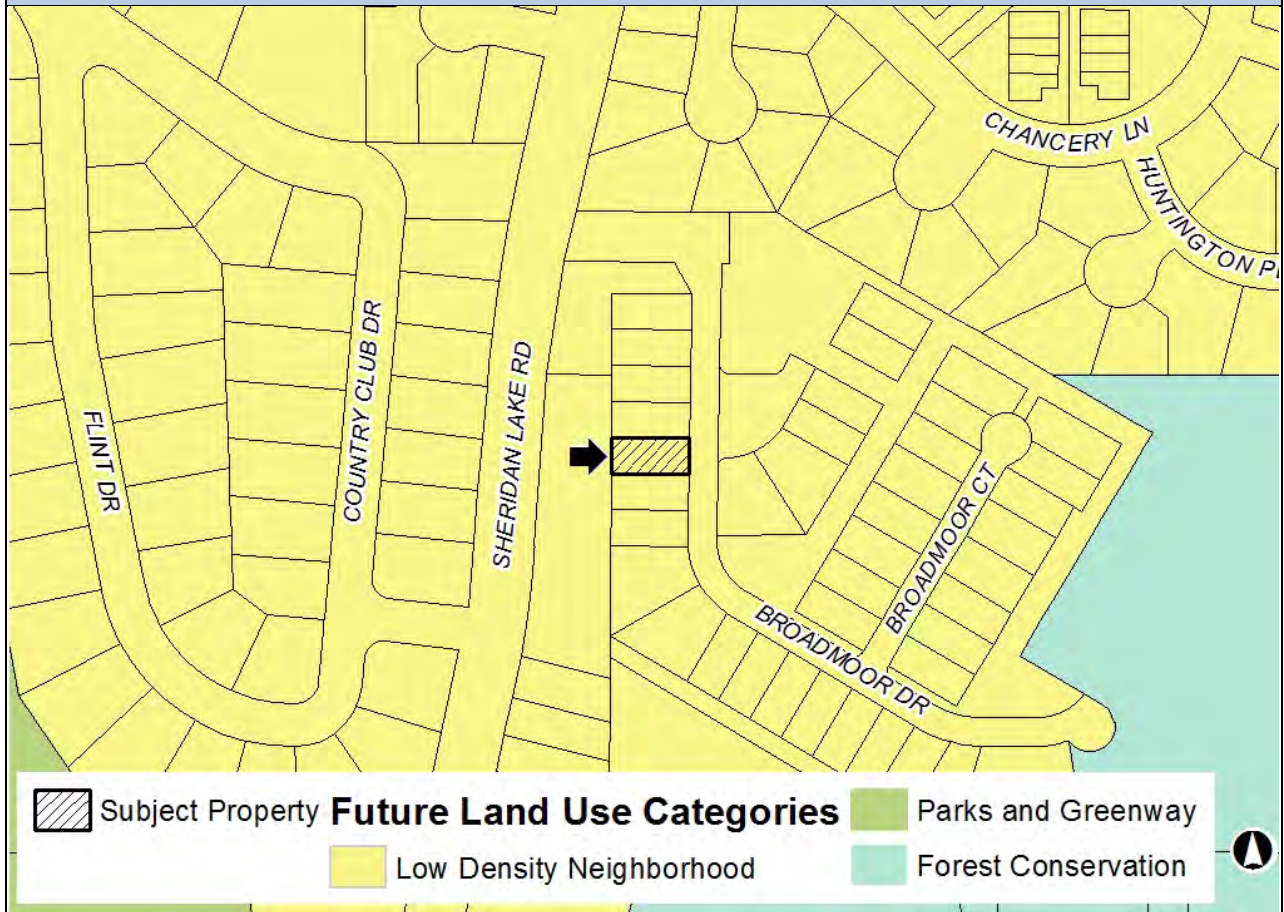 CHANCERY LN
HUNTINGTON
COUNTRY CLUB DR
SHERIDAN LAKE RD
FLINT DR
BROADMOOR CT
BROADMOOR DR
Subject Property
Future Land Use Categories
Parks and Greenway
Low Density Neighborhood
Forest Conservation